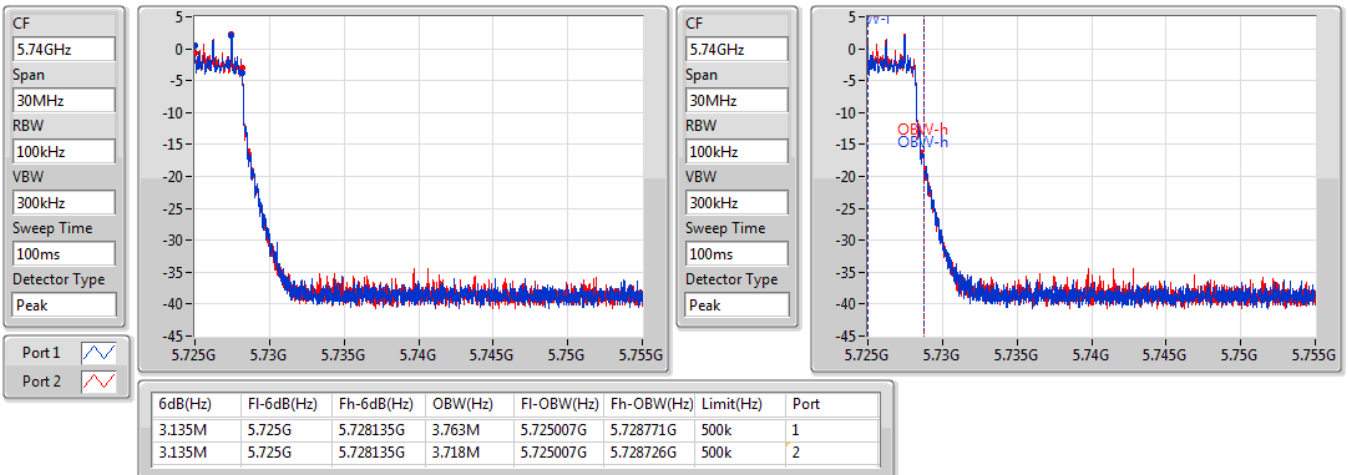 CF
5.74GHz
Span
30MHz
RBW
100kHz
VBW
300kHz
Sweep Time
100ms
Detector Type
Peak
Port 1
Port 2
5
0
-5
-10
-15
-20
-25
-30
-35
-40
-45
5.725G 5.73G 5.735G 5.74G 5.745G 5.75G 5.755G
CF
5.74GHz
Span
30MHz
RBW
100kHz
VBW
300kHz
Sweep Time
100ms
Detector Type
Peak
5
0
-5
-10
-15
-20
-25
-30
-35
-40
-45
W-l
OBW-h
OBW-h
5.725G 5.73G 5.735G 5.74G 5.745G 5.75G 5.755G
6dB(Hz) Fl-6dB(Hz) Fh-6dB(Hz) OBW(Hz) Fl-OBW(Hz) Fh-OBW(Hz) Limit(Hz) Port
3.135M 5.725G 5.728135G 3.763M 5.725007G 5.728771G 500k 1
3.135M 5.725G 5.728135G 3.718M 5.725007G 5.728726G 500k 2